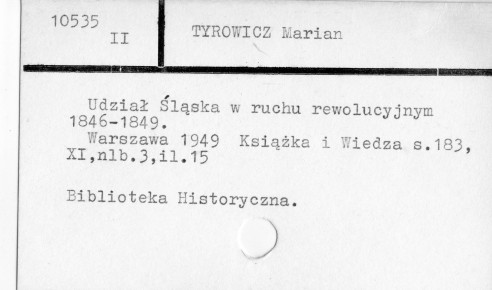 10535
II
TYROWICZ Marian
Udział Śląska w ruchu rewolucyjnym
1846-1849.
Warszawa 1949 Książka i Wiedza s.183,
XI,nlb.3,il.15
Biblioteka Historyczna.